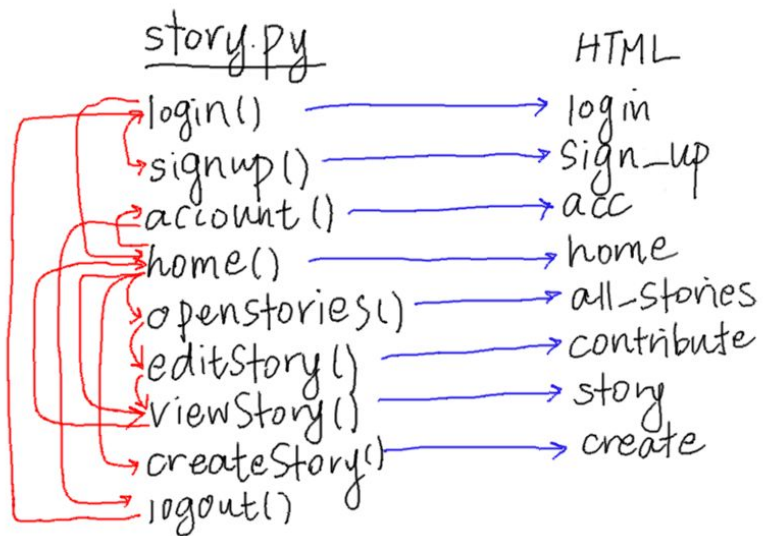 story.py HTML
login() login
signup() sign_up
account() acc
home() home
openstories() all_stories
editStory() contribute
viewStory() story
createStory() create
logout()